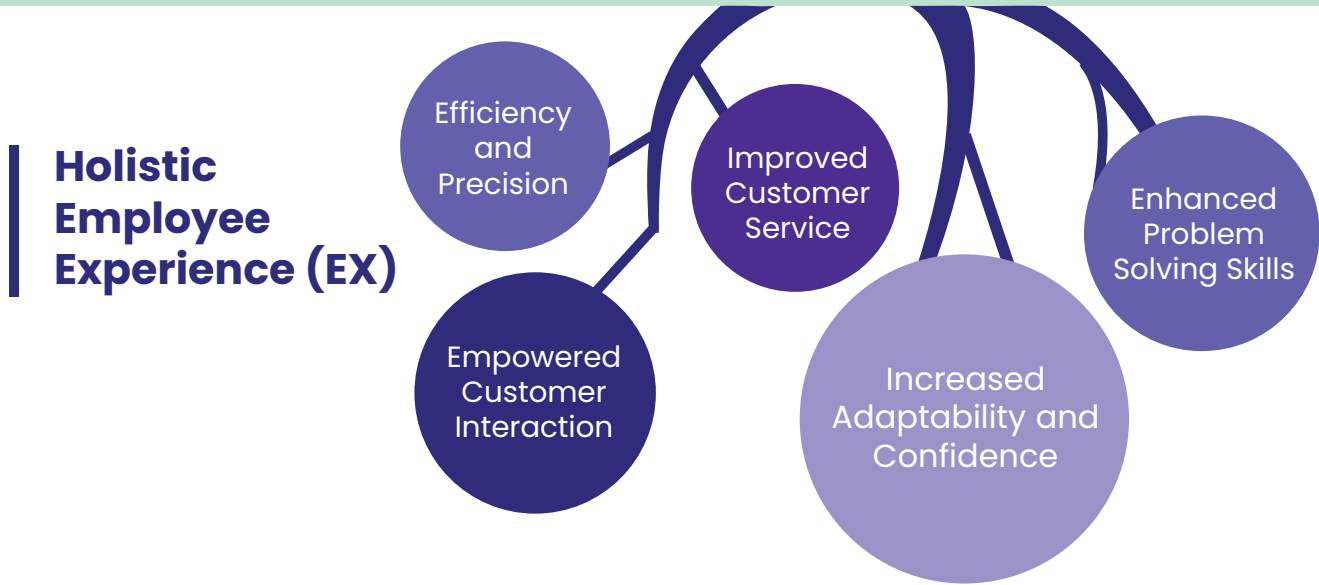 Holistic
Employee
Experience (EX)
Efficiency
and
Precision
Improved
Customer
Service
Enhanced
Problem
Solving Skills
Empowered
Customer
Interaction
Increased
Adaptability and
Confidence